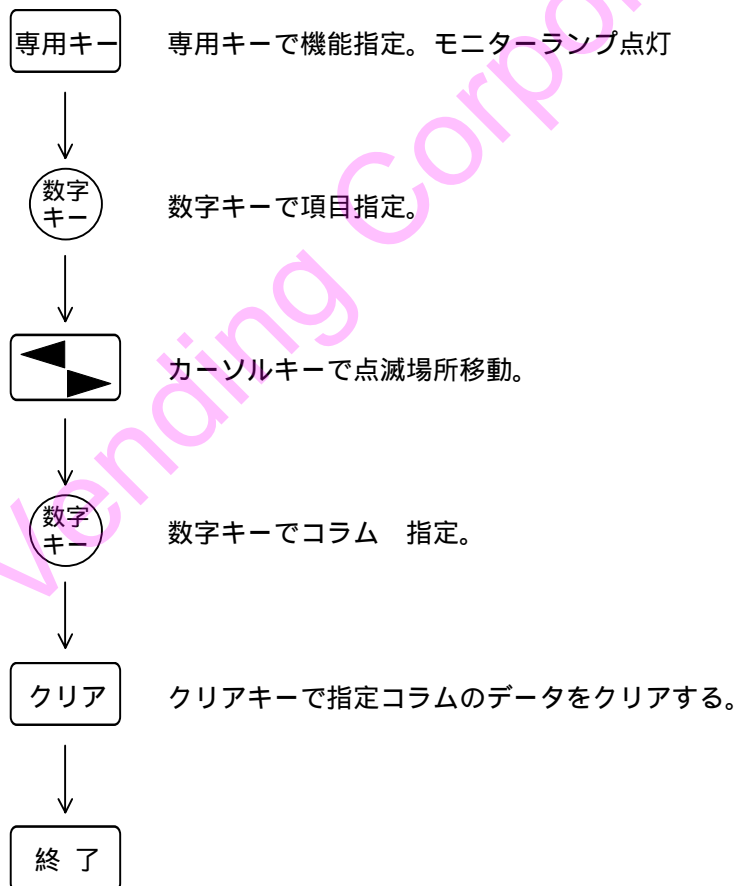 専用キー 専用キーで機能指定。モニターランプ点灯
数字
キー
数字キーで項目指定。
カーソルキーで点滅場所移動。
数字
キー
数字キーでコラム　指定。
クリア クリアキーで指定コラムのデータをクリアする。
終 了
Vending Corpo